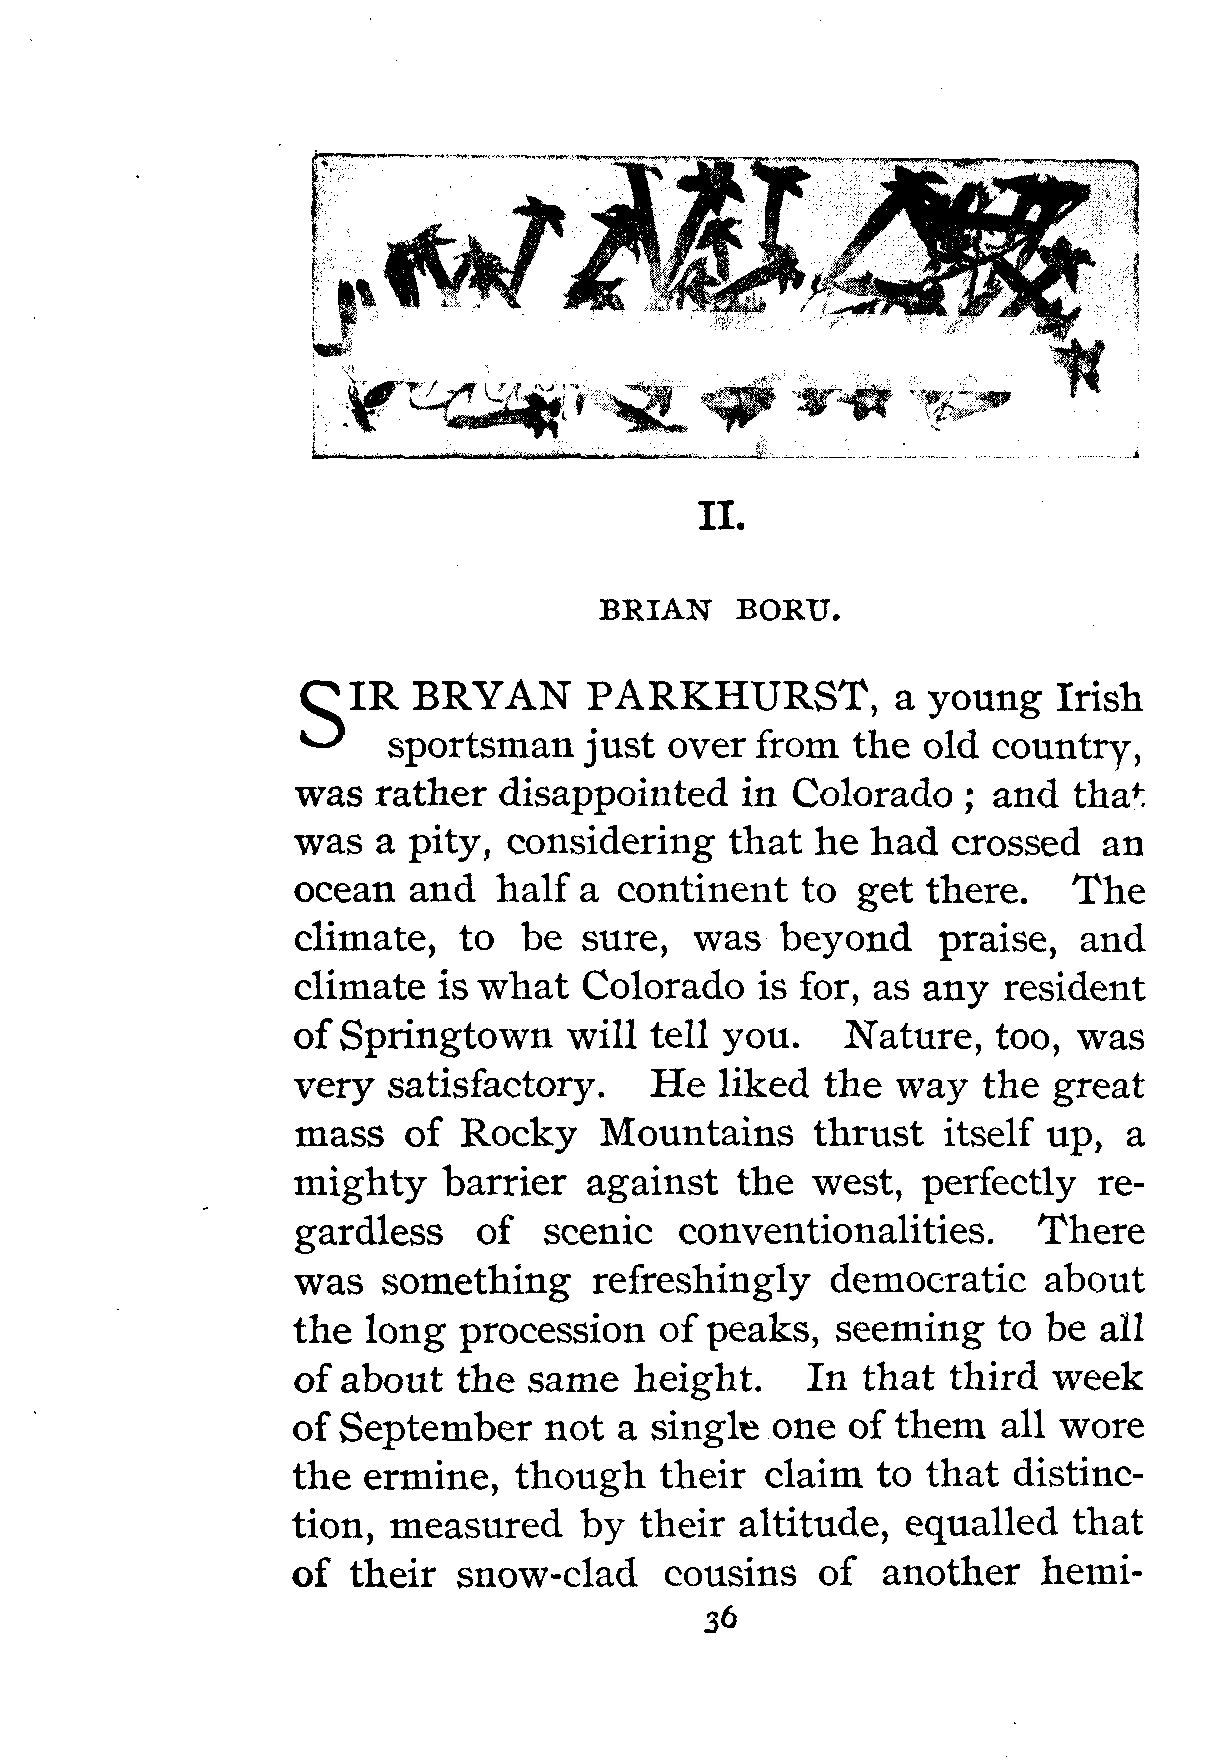 II.
BRIAN BORU.
SIR BRYAN PARKHURST, a young Irish
sportsman just over from the old country,
was rather disappointed in Colorado ; and that
was a pity, considering that he had crossed an
ocean and half a continent to get there. The
climate, to be sure, was beyond praise, and
climate is what Colorado is for, as any resident
of Springtown will tell you. Nature, too, was
very satisfactory. He liked the way the great
mass of Rocky Mountains thrust itself up, a
mighty barrier against the west, perfectly re-
gardless of scenic conventionalities. There
was something refreshingly democratic about
the long procession of peaks, seeming to be all
of about the same height. In that third week
of September not a single one of them all wore
the ermine, though their claim to that distinc-
tion, measured by their altitude, equalled that
of their snow-clad cousins of another hemi-
36